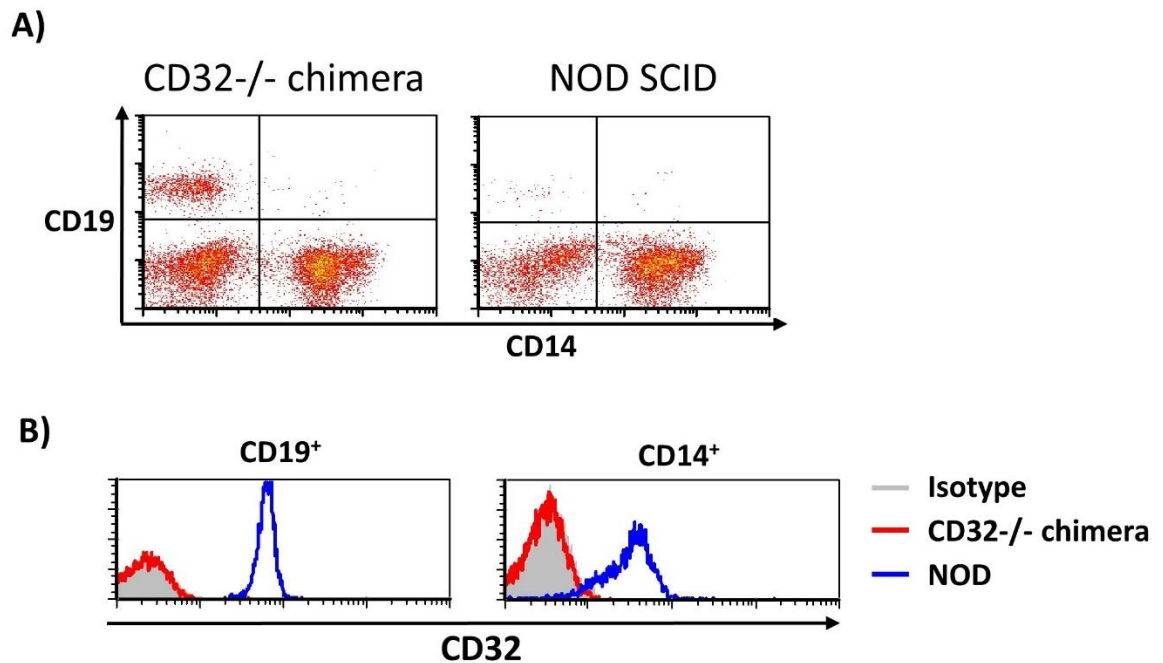 A)
CD32-/- chimera
NOD SCID
CD19
CD14
B)
CD19+
CD14+
Isotype
CD32-/- chimera
NOD
CD32